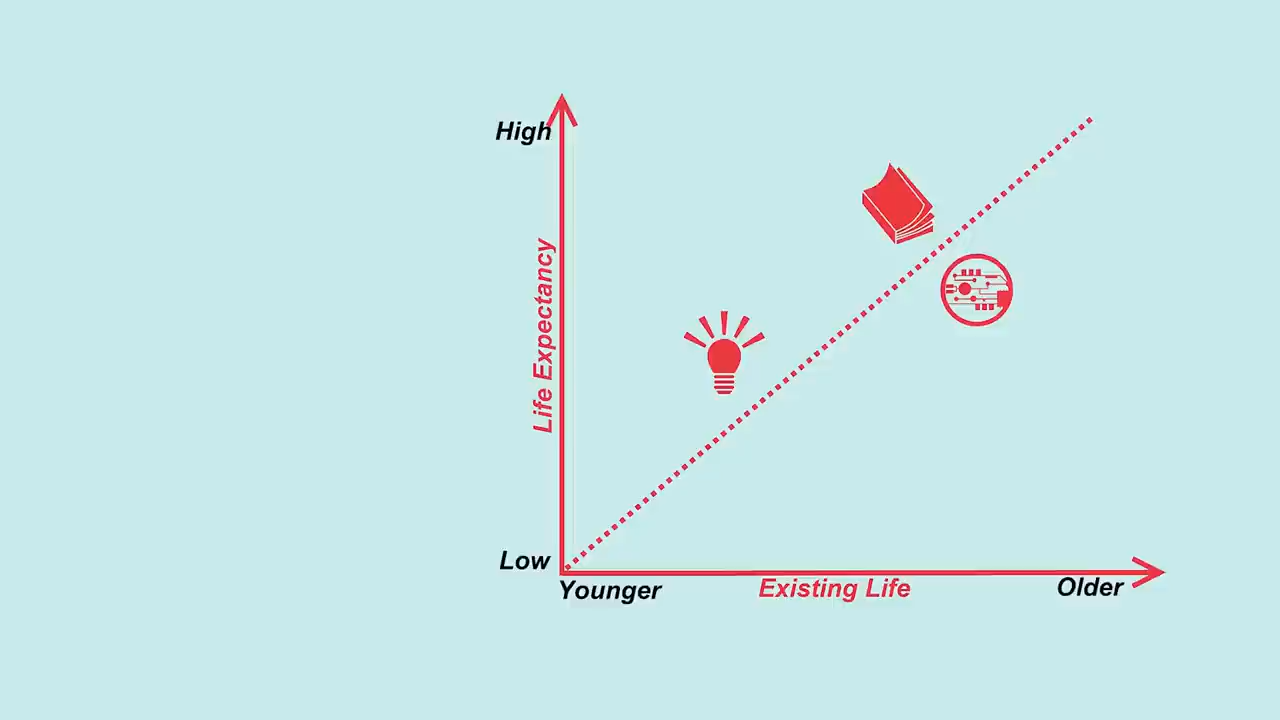 High
Life Expectancy
Low
Younger
Existing Life
Older